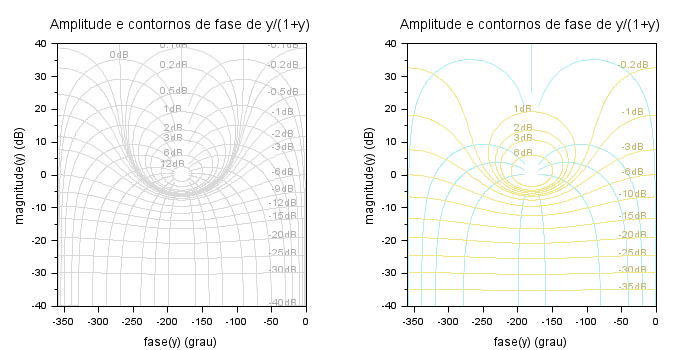 Amplitude e contornos de fase de y/(1+y)
magnitude(y) (dB)
40
30
20
10
0
-10
-20
-30
-40
-350
-300
-250
-200
-150
-100
-50
0
fase(y) (grau)
0dB
0.1dB
0.2dB
0.5dB
1dB
2dB
3dB
6dB
12dB
-0.1dB
-0.2dB
-0.5dB
-1dB
-2dB
-3dB
-6dB
-9dB
-12dB
-15dB
-20dB
-25dB
-30dB
-40dB
Amplitude e contornos de fase de y/(1+y)
magnitude(y) (dB)
40
30
20
10
0
-10
-20
-30
-40
-350
-300
-250
-200
-150
-100
-50
0
fase(y) (grau)
1dB
2dB
3dB
6dB
-0.2dB
-1dB
-3dB
-6dB
-10dB
-15dB
-20dB
-25dB
-30dB
-35dB